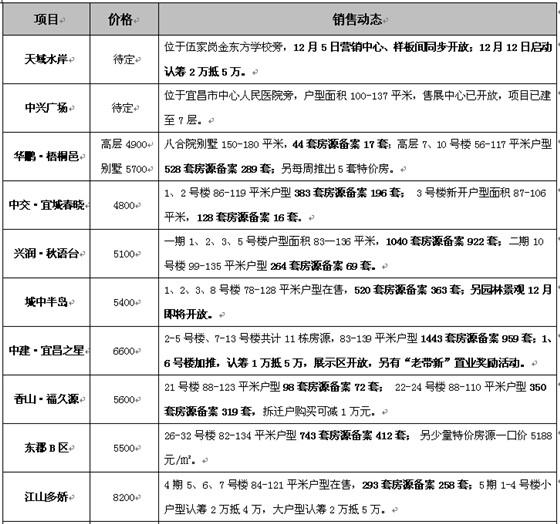 项目 价格 销售动态
天域水岸 待定 位于伍家岗金东方学校旁，12月5日营销中心、样板间同步开放；12月12日启动
认筹2万抵5万。
中兴广场 待定 位于宜昌市中心人民医院旁，户型面积100-137平米，售展中心已开放，项目已建
至7层。
华鹏·梧桐邑 高层4900 八合院别墅150-180平米，44套房源备案17套；高层7、10号楼56-117平米户型
别墅5700 528套房源备案289套；另每周推出5套特价房。
中交·宜城春晓 4800 1、2号楼86-119平米户型383套房源备案196套； 3号楼新开户型面积87-106
平米，128套房源备案16套。
兴润·秋语台 5100 一期1、2、3、5号楼户型面积83—136平米，1040套房源备案922套；二期10
号楼99-135平米户型264套房源备案69套。
城中半岛 5400 1、2、3、8号楼78-128平米户型在售，520套房源备案363套；另园林景观12月
即将开放。
中建·宜昌之星 6600 2-5号楼、7-13号楼共计11栋房源，83-139平米户型1443套房源备案959套；1、
6号楼加推，认筹1万抵5万，展示区开放，另有“老带新”置业奖励活动。
香山·福久源 5600 21号楼88-123平米户型98套房源备案72套； 22-24号楼88-110平米户型350
套房源备案319套，拆迁户购买可减1万元。
东郡B区 5500 26-32号楼82-134平米户型743套房源备案412套； 另少量特价房源一口价5188
元/㎡。
江山多娇 8200 4期5、6、7号楼84-121平米户型在售，293套房源备案258套；5期1-4号楼小
户型认筹2万抵4万，大户型认筹2万抵5万。